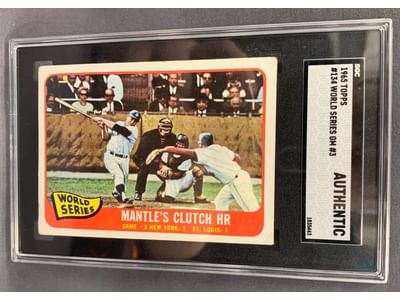 WORLD
SERIES
MANTLE'S CLUTCH HR
GAME - 3 NEW YORK: 2 ST. LOUIS: 1
SGC
1965 TOPPS
#134 WORLD SERIES GM #3
AUTHENTIC